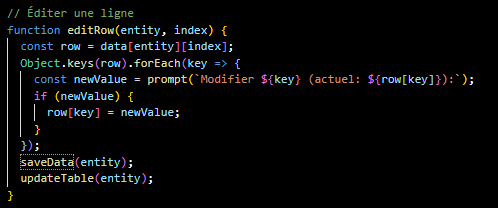 // Éditer une ligne
function editRow(entity, index) {
  const row = data[entity][index];
  Object.keys(row).forEach(key => {
    const newValue = prompt(`Modifier ${key} (actuel: ${row[key]}):`);
    if (newValue) {
      row[key] = newValue;
    }
  });
  saveData(entity);
  updateTable(entity);
}